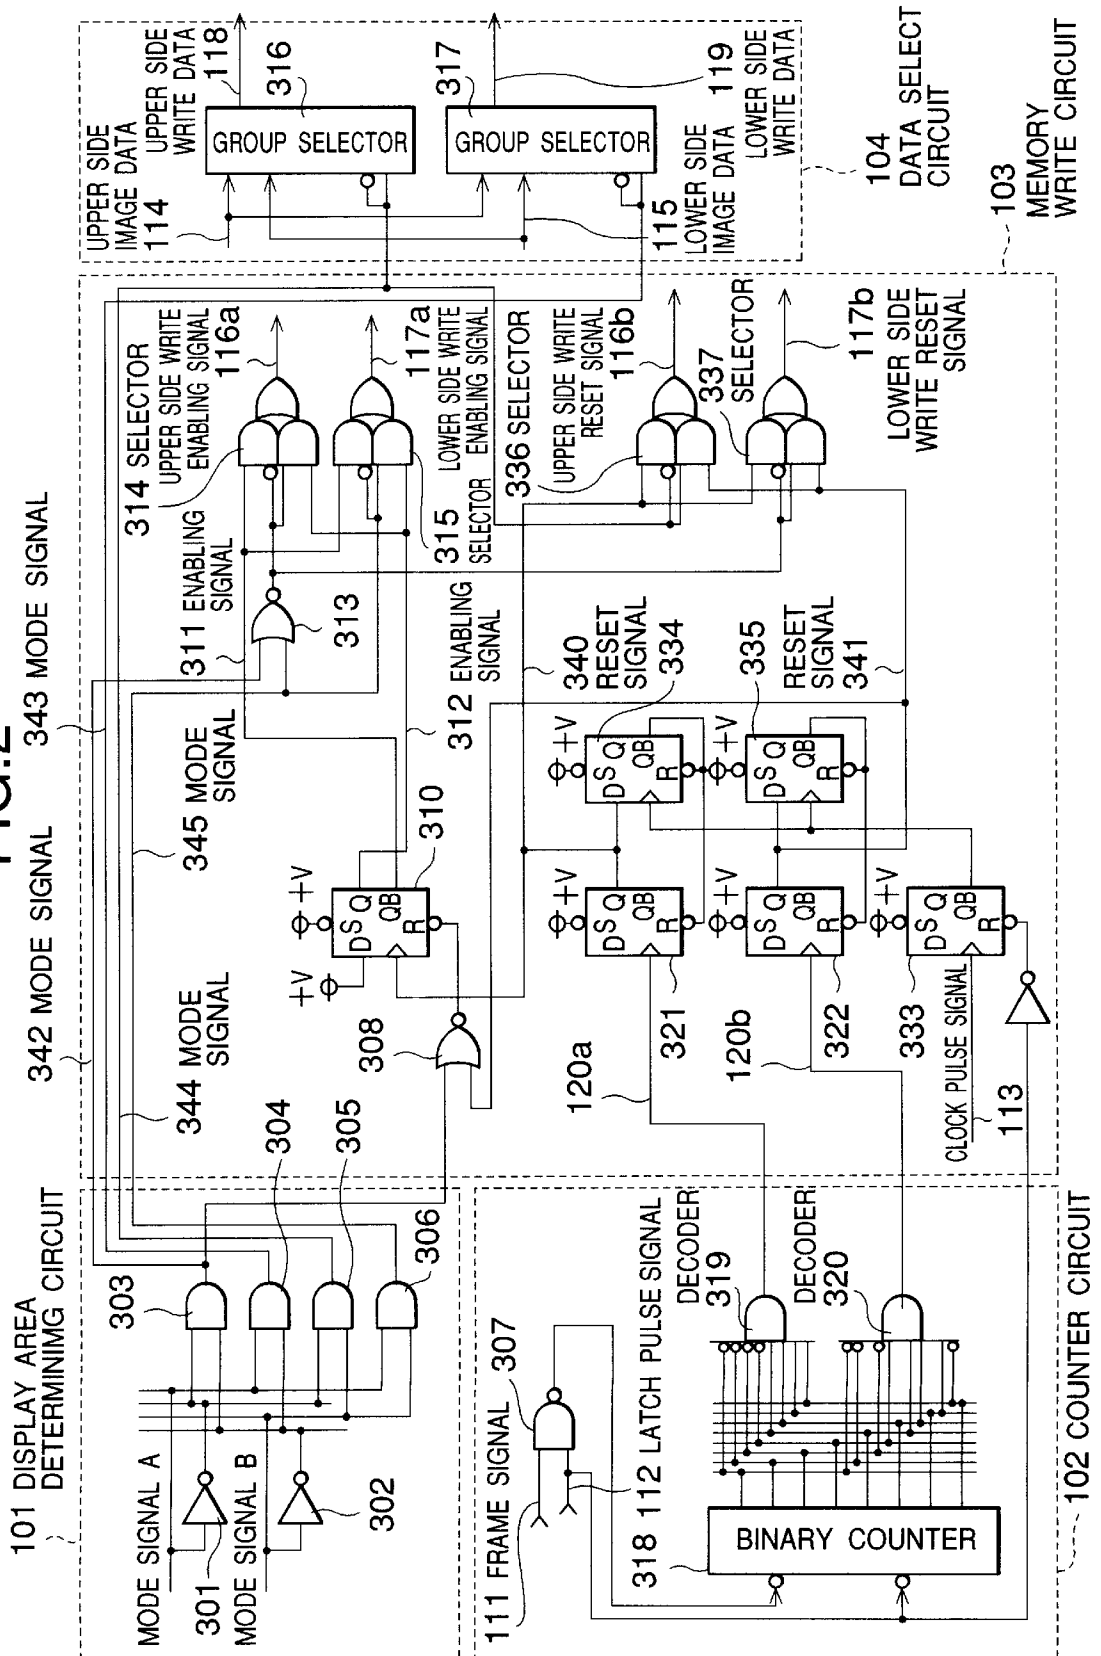 FIG.2
342 MODE SIGNAL
343 MODE SIGNAL
344 MODE
SIGNAL
345 MODE
SIGNAL
101 DISPLAY AREA
DETERMINING CIRCUIT
MODE SIGNAL A
301
MODE SIGNAL B
302
303
304
305
306
111 FRAME SIGNAL
307
112 LATCH PULSE SIGNAL
318
BINARY COUNTER
DECODER
319
DECODER
320
102 COUNTER CIRCUIT
308
310
+V
+V
D
S
Q
QB
R
311 ENABLING
SIGNAL
312 ENABLING
SIGNAL
313
314 SELECTOR
UPPER SIDE WRITE
ENABLING SIGNAL
116a
117a
LOWER SIDE WRITE
ENABLING SIGNAL
315
SELECTOR
120a
120b
321
+V
D
S
Q
QB
R
322
+V
D
S
Q
QB
R
333
+V
D
S
Q
QB
R
CLOCK PULSE SIGNAL
113
340
RESET
SIGNAL
334
+V
D
S
Q
QB
R
335
+V
D
S
Q
QB
R
RESET
SIGNAL
341
336 SELECTOR
UPPER SIDE WRITE
RESET SIGNAL
116b
337
SELECTOR
117b
LOWER SIDE
WRITE RESET
SIGNAL
103
MEMORY
WRITE CIRCUIT
UPPER SIDE
IMAGE DATA
114
UPPER SIDE
WRITE DATA
118
316
GROUP SELECTOR
317
GROUP SELECTOR
115
LOWER SIDE
IMAGE DATA
119
LOWER SIDE
WRITE DATA
104
DATA SELECT
CIRCUIT